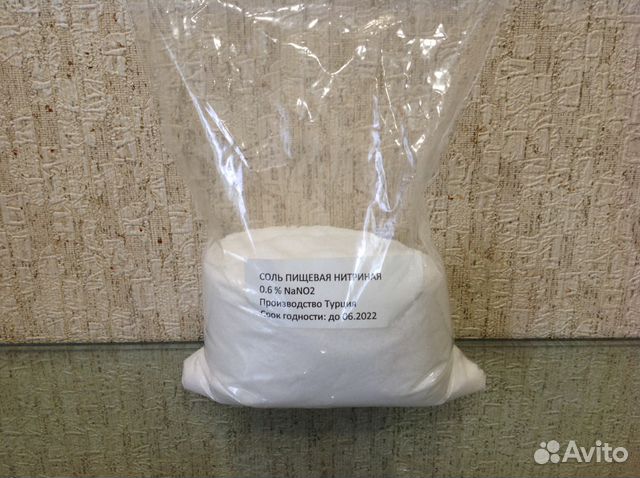 СОЛЬ ПИЩЕВАЯ НИТРИНАЯ
0.6 % NaNO2
Производство Турция
Срок годности: до 06.2022
Avito